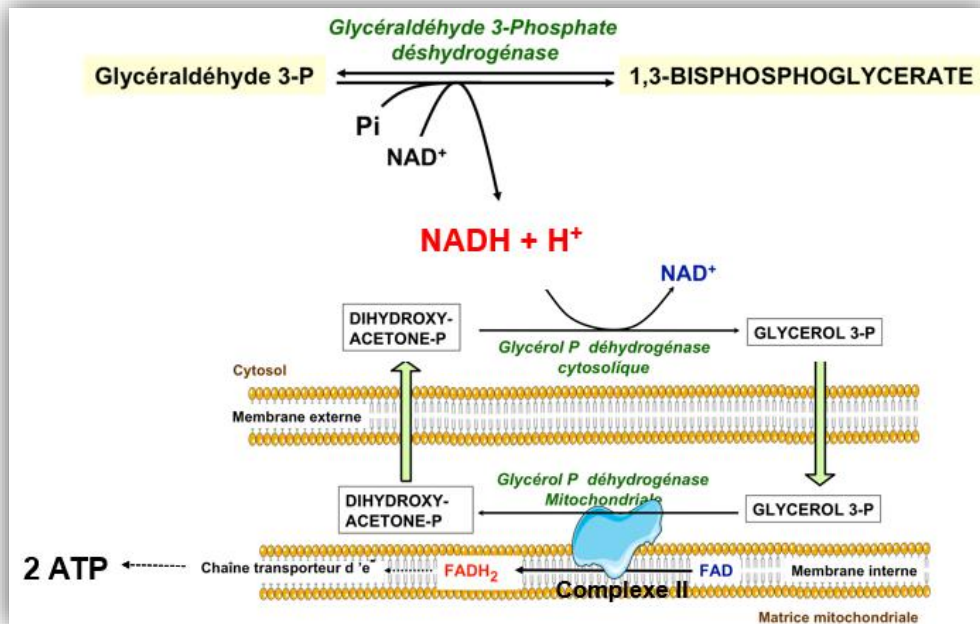 Glycéraldéhyde 3-Phosphate
déshydrogénase
Glycéraldéhyde 3-P
1,3-BISPHOSPHOGLYCERATE
Pi
NAD⁺
NADH + H⁺
NAD⁺
DIHYDROXY-
ACETONE-P
GLYCEROL 3-P
Glycérol P déhydrogénase
cytosolique
Cytosol
Membrane externe
Glycérol P déhydrogénase
Mitochondriale
DIHYDROXY-
ACETONE-P
GLYCEROL 3-P
2 ATP
Chaîne transporteur d 'e⁻
FADH₂
Complexe II
FAD
Membrane interne
Matrice mitochondriale